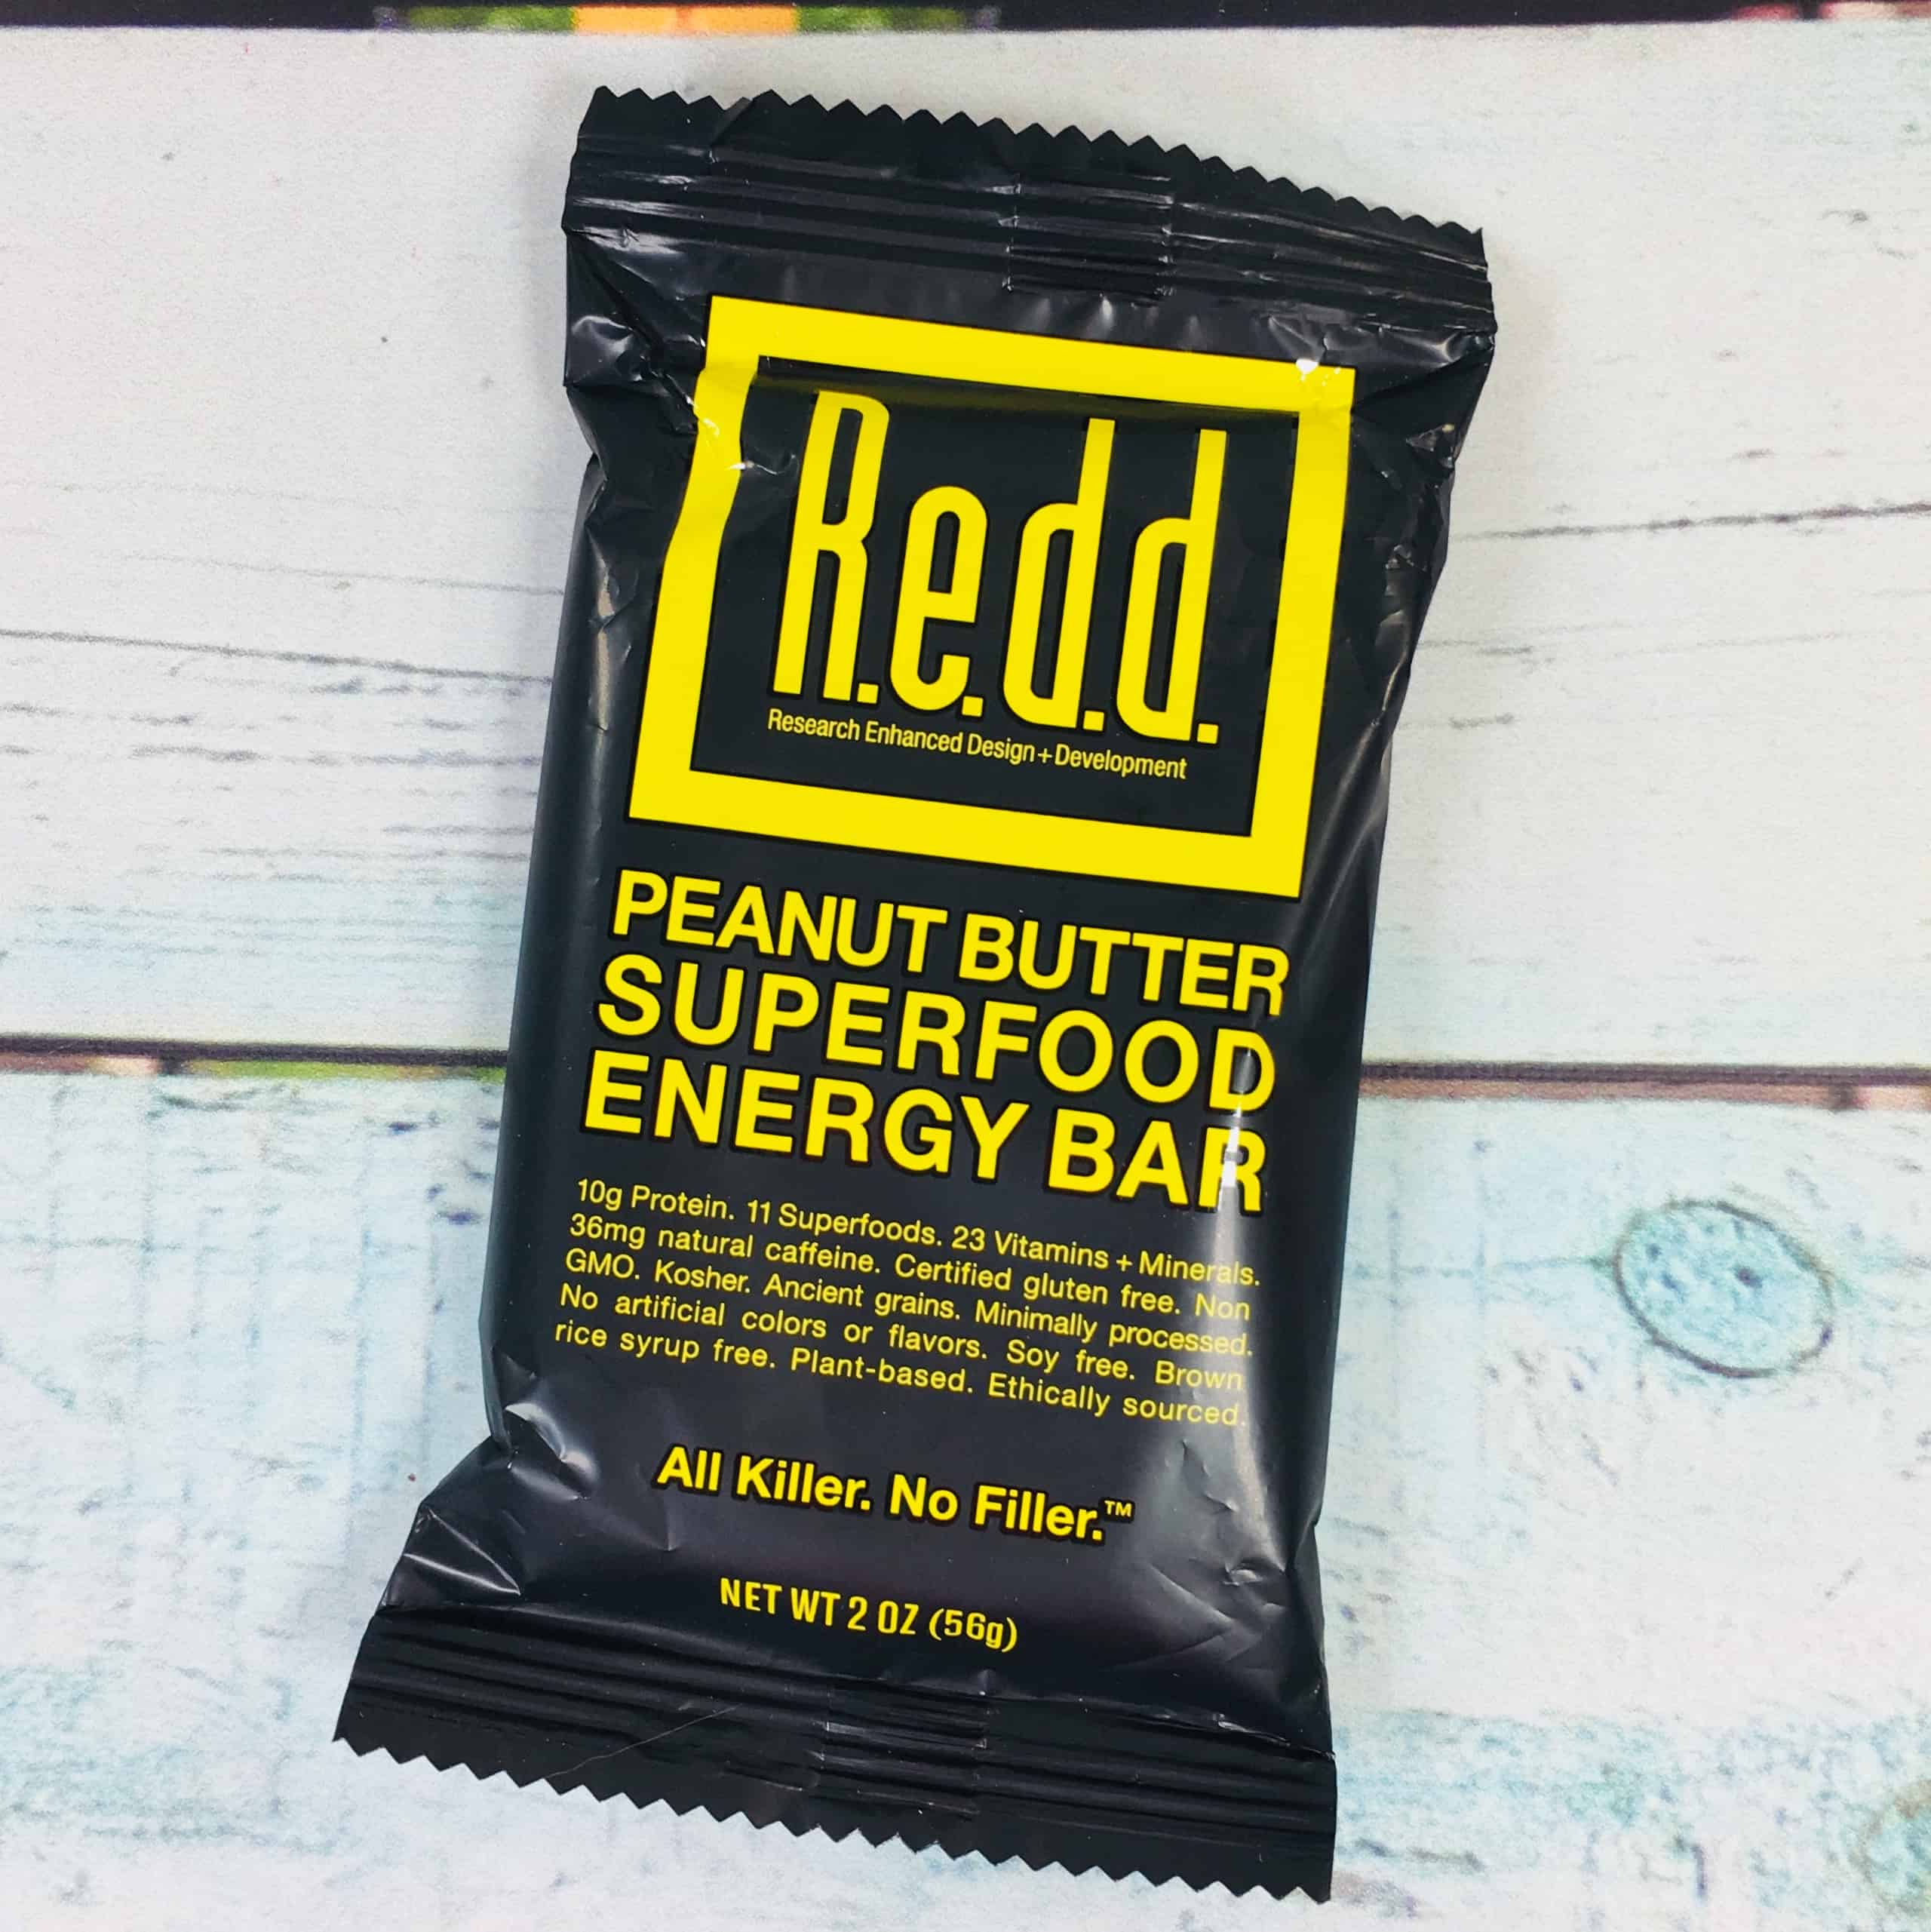 R.e.d.d.
Research Enhanced Design+Development
PEANUT BUTTER
SUPERFOOD
ENERGY BAR
10g Protein. 11 Superfoods. 23 Vitamins + Minerals.
36mg natural caffeine. Certified gluten free. Non
GMO. Kosher. Ancient grains. Minimally processed.
No artificial colors or flavors. Soy free. Brown
rice syrup free. Plant-based. Ethically sourced.
All Killer. No Filler.™
NET WT 2 OZ (56g)